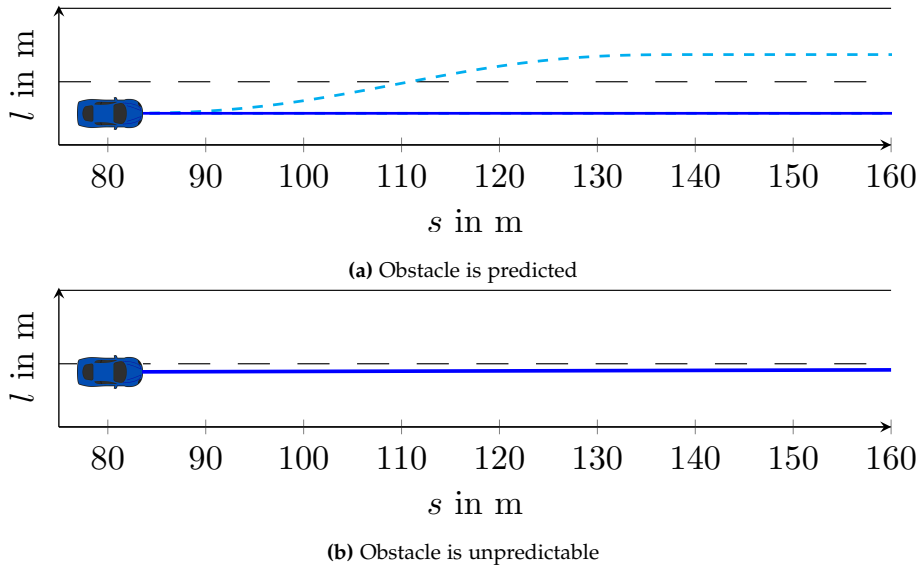 l in m
80 90 100 110 120 130 140 150 160
s in m
(a) Obstacle is predicted
l in m
80 90 100 110 120 130 140 150 160
s in m
(b) Obstacle is unpredictable